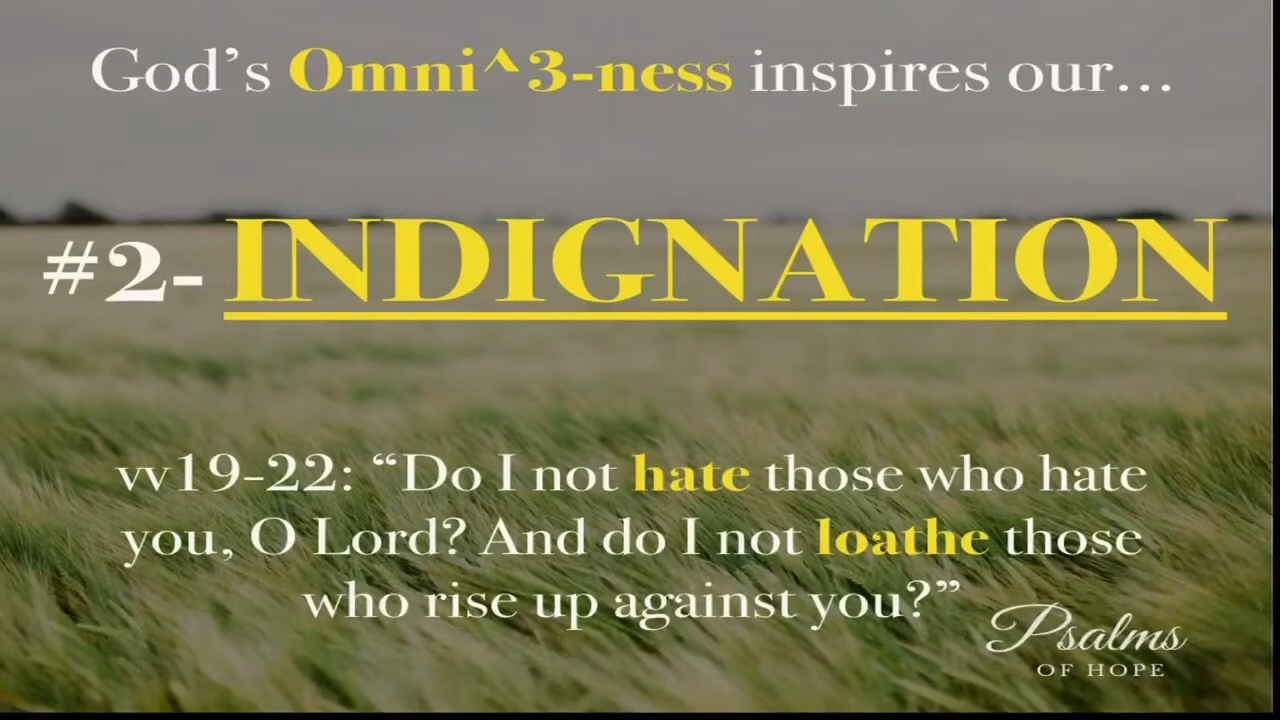 God's Omni^3-ness inspires our...
#2- INDIGNATION
vv19-22: “Do I not hate those who hate
you, O Lord? And do I not loathe those
who rise up against you?”
Psalms
OF HOPE